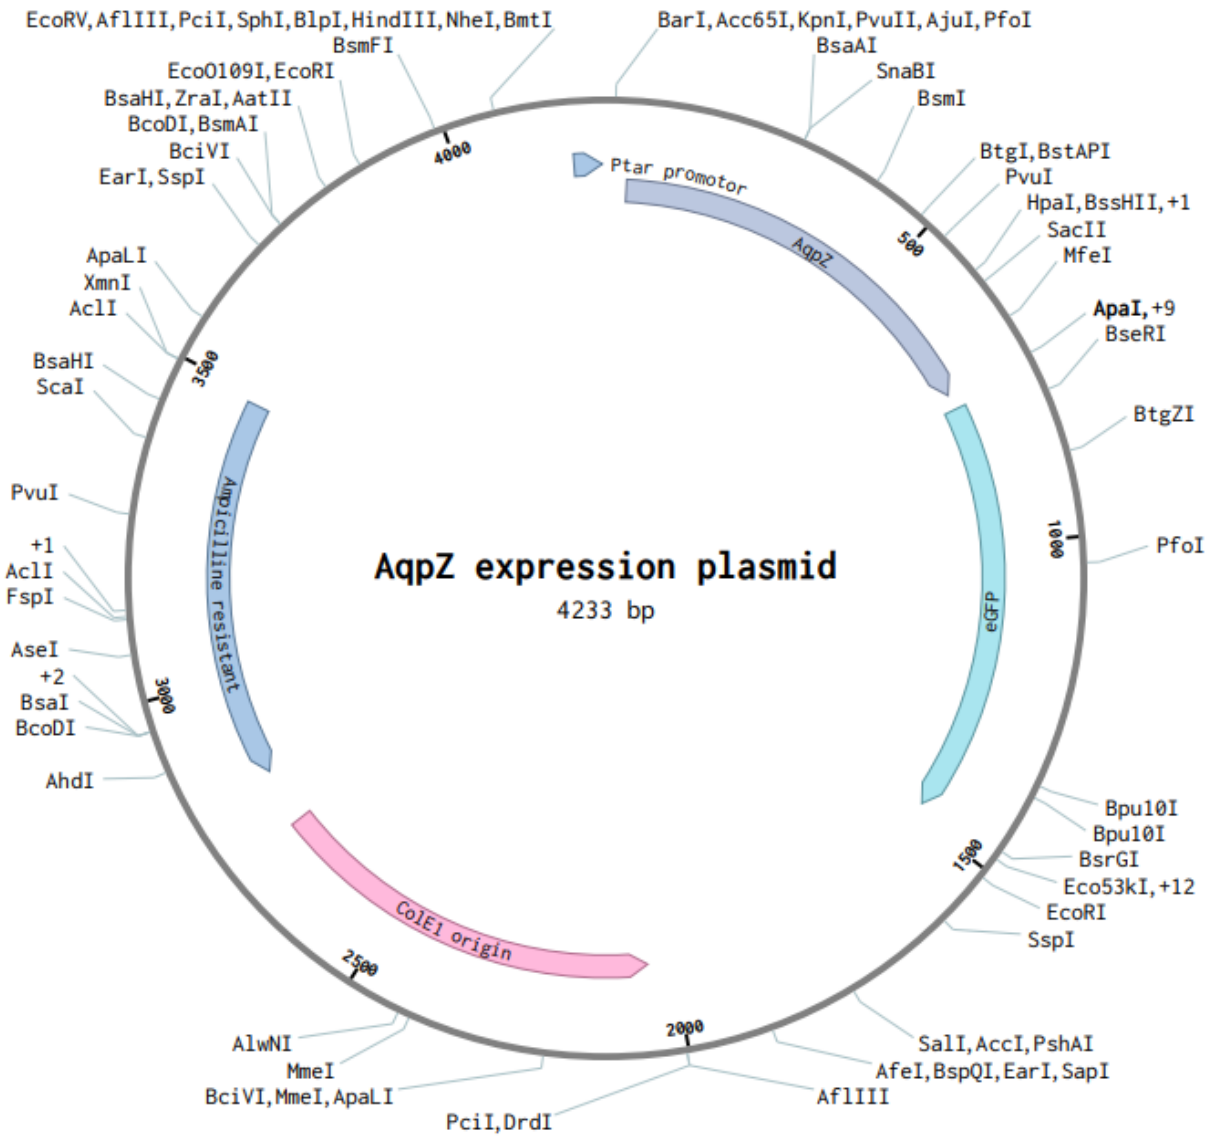 EcoRV,AflIII,PciI,SphI,BlpI,HindIII,NheI,BmtI
BarI,Acc65I,KpnI,PvuII,AjuI,PfoI
BsmFI
BsaAI
EcoO109I,EcoRI
SnaBI
BsaHI,ZraI,AatII
BsmI
BcoDI,BsmAI
BciVI
BtgI,BstAPI
EarI,SspI
PvuI
HpaI,BssHII,+1
SacII
MfeI
ApaLI
XmnI
AclI
ApaI,+9
BseRI
BsaHI
ScaI
BtgZI
PvuI
+1
AclI
FspI
PfoI
AseI
+2
BsaI
BcoDI
AhdI
Bpu10I
Bpu10I
BsrGI
Eco53kI,+12
EcoRI
SspI
AlwNI
MmeI
BciVI,MmeI,ApaLI
PciI,DrdI
SalI,AccI,PshAI
AfeI,BspQI,EarI,SapI
AflIII
4000
500
1000
1500
2000
2500
3000
3500
Ptar promotor
AqpZ
eGFP
ColE1 origin
Ampicilline resistant
AqpZ expression plasmid
4233 bp